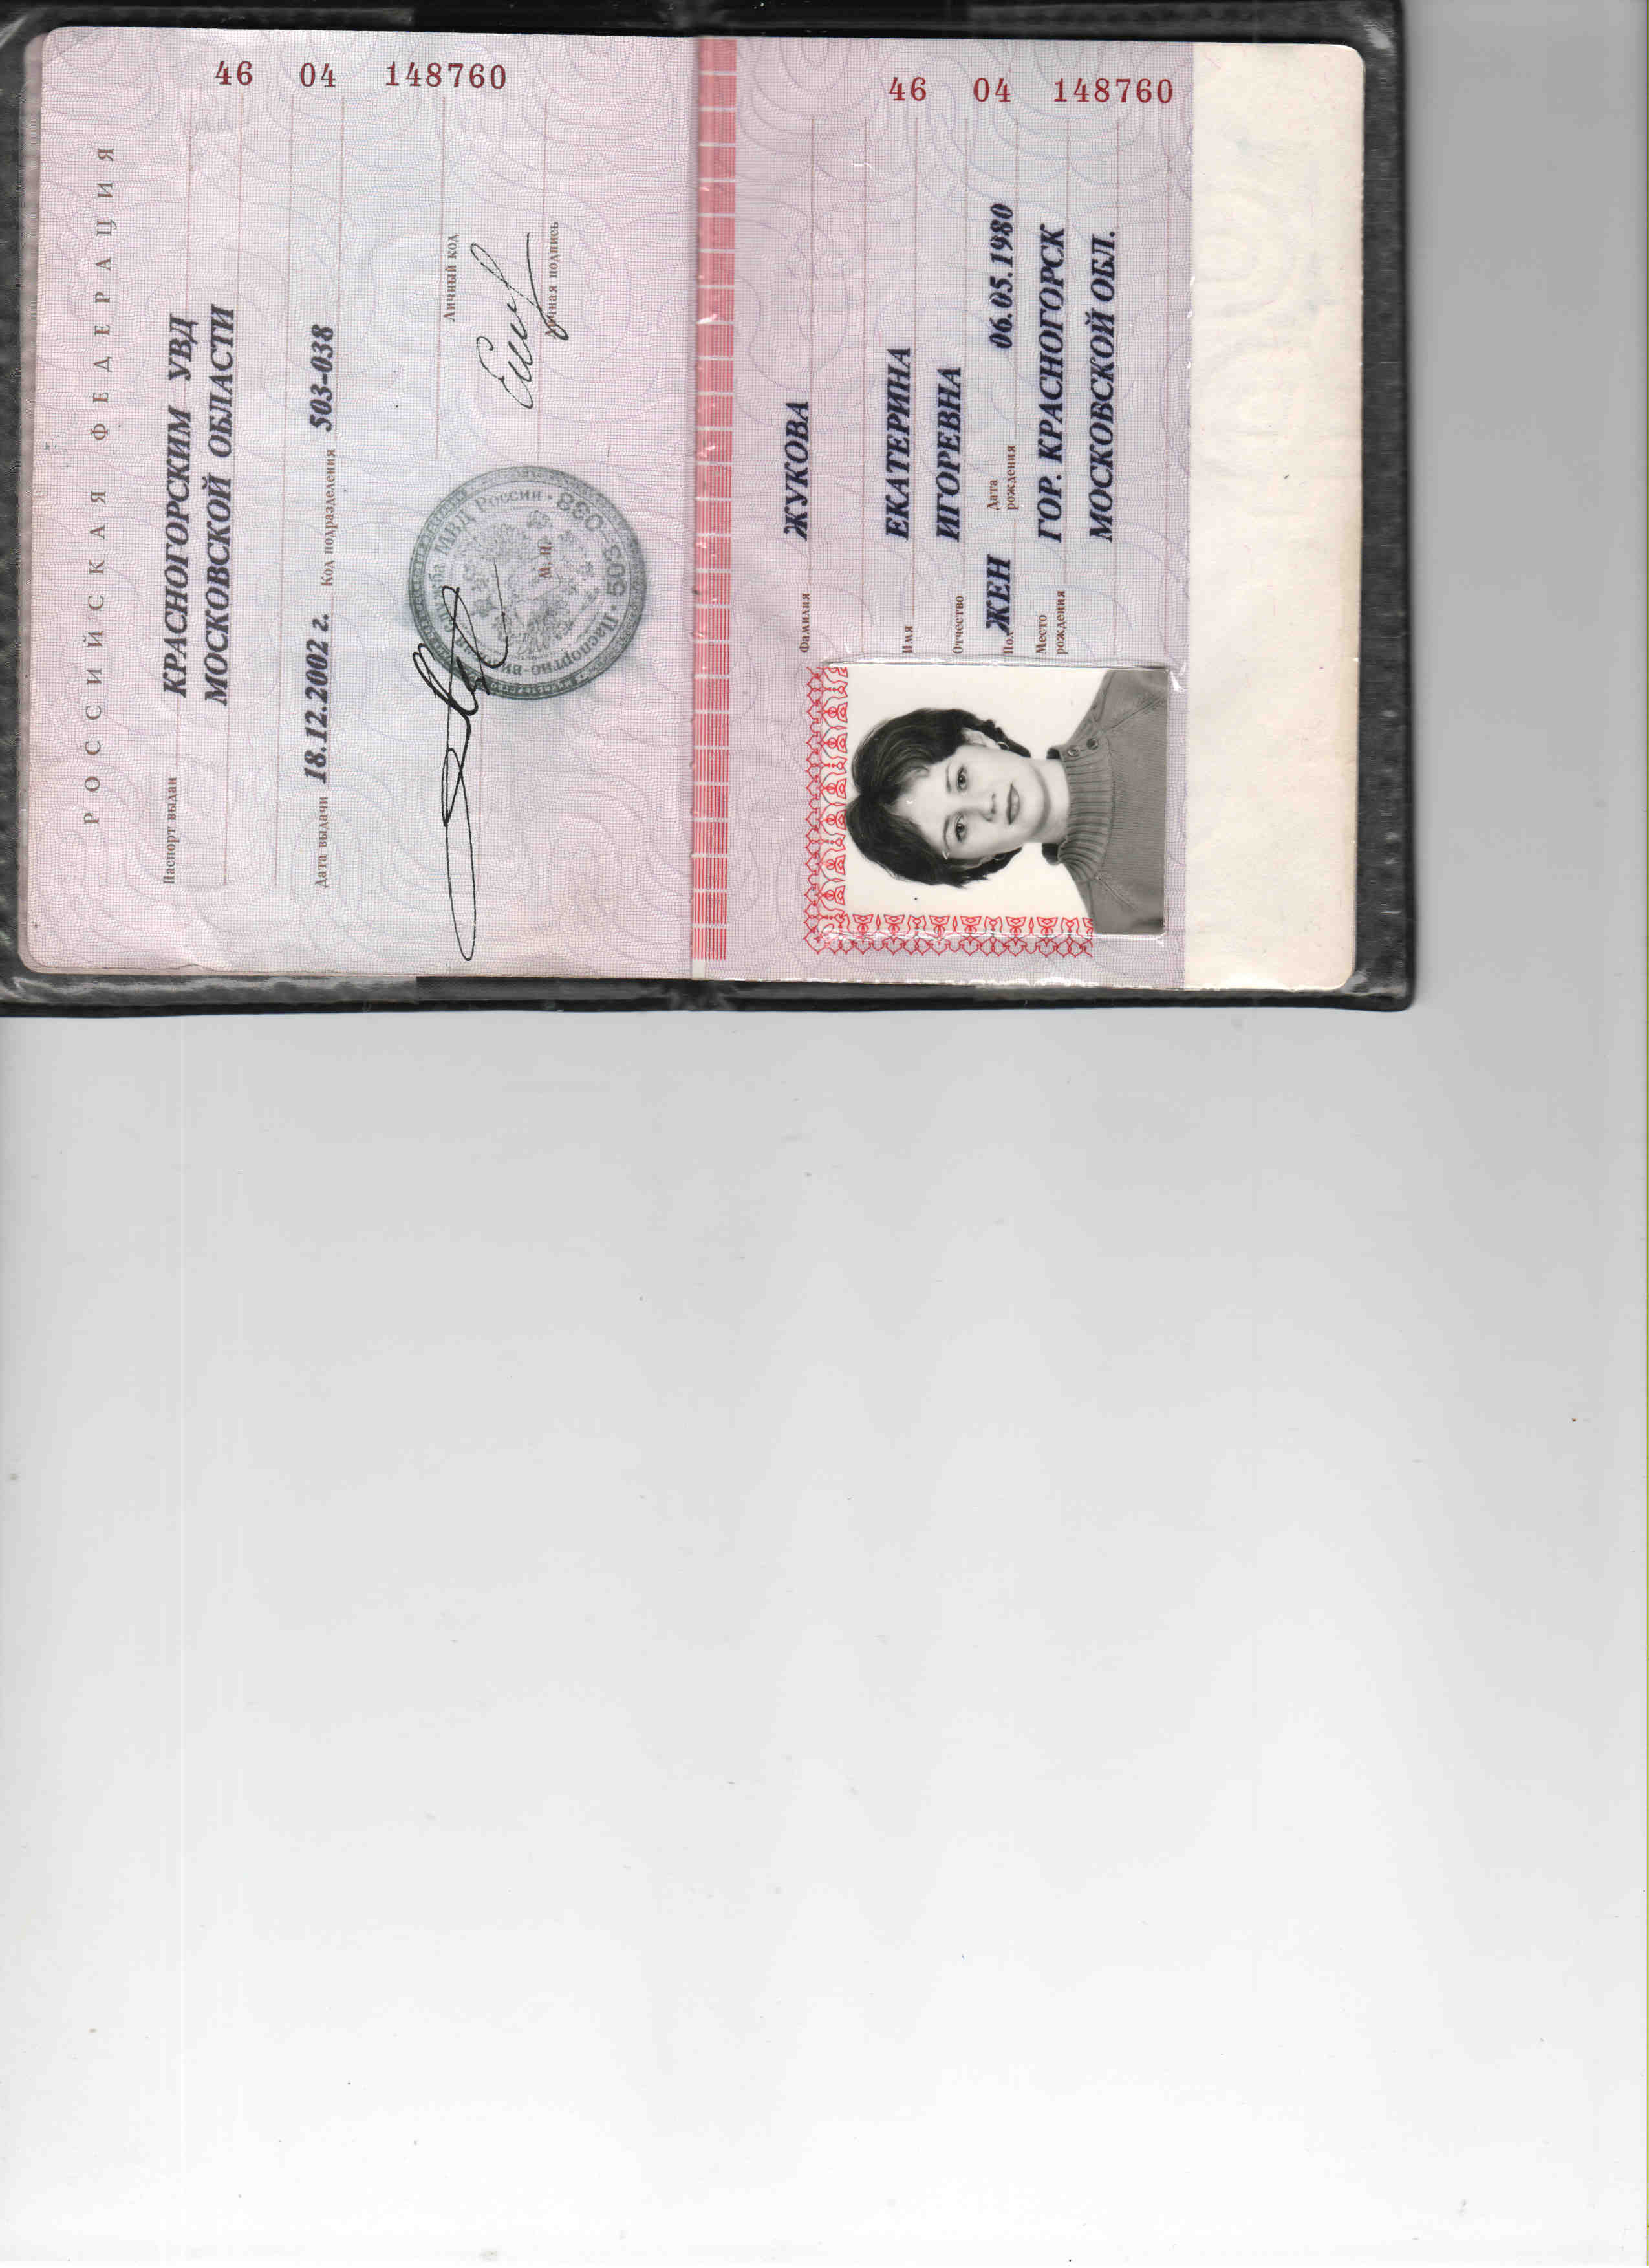 46 04 148760
РОССИЙСКАЯ ФЕДЕРАЦИЯ
Паспорт выдан КРАСНОГОРСКИМ УВД
МОСКОВСКОЙ ОБЛАСТИ
Дата выдачи 18.12.2002 г. Код подразделения 503-038
Личный код
Личная подпись
М.П.
Паспортно-визовая служба МВД России • 503-038
46 04 148760
Фамилия ЖУКОВА
Имя ЕКАТЕРИНА
Отчество ИГОРЕВНА
Пол ЖЕН Дата рождения 06.05.1980
Место рождения ГОР. КРАСНОГОРСК
МОСКОВСКОЙ ОБЛ.